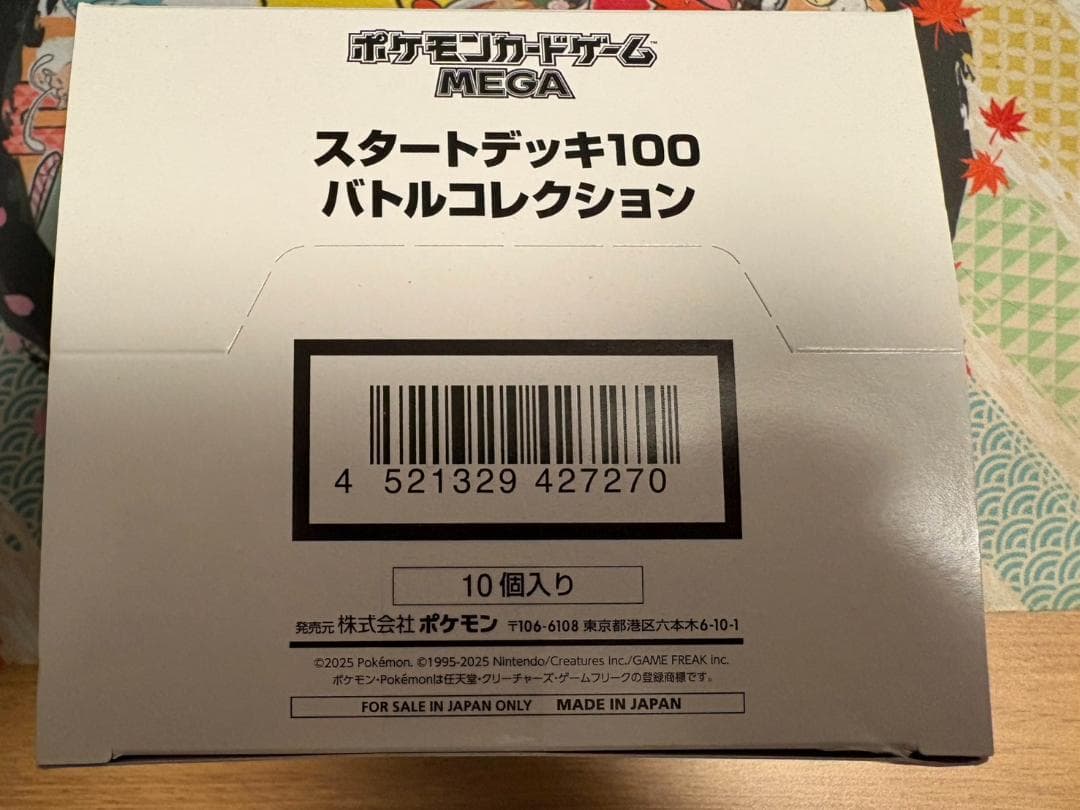 ポケモンカードゲーム™
MEGA
スタートデッキ100
バトルコレクション
4 521329 427270
10個入り
発売元 株式会社 ポケモン 〒106-6108 東京都港区六本木6-10-1
©2025 Pokémon. ©1995-2025 Nintendo/Creatures Inc./GAME FREAK inc.
ポケモン・Pokémonは任天堂・クリーチャーズ・ゲームフリークの登録商標です。
FOR SALE IN JAPAN ONLY MADE IN JAPAN